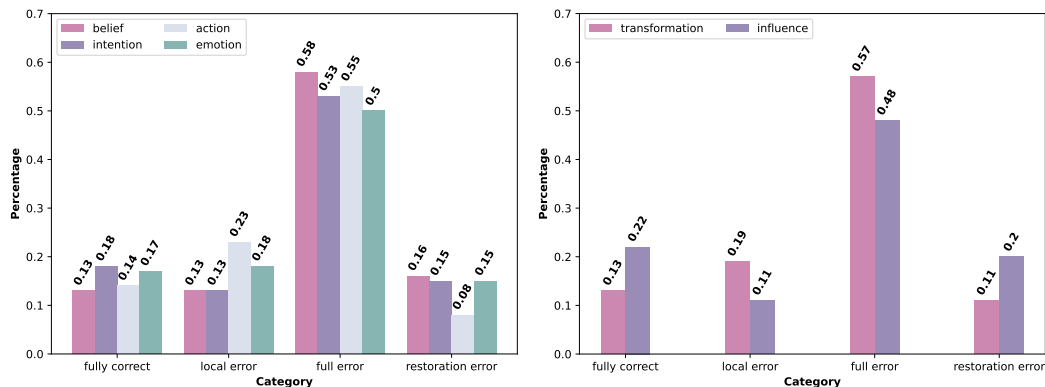 0.7
0.6
0.5
0.4
0.3
0.2
0.1
0.0
Percentage
belief action
intention emotion
0.13 0.18 0.14 0.17
0.13 0.13 0.23 0.18
0.58 0.53 0.55 0.5
0.16 0.15 0.08 0.15
fully correct local error full error restoration error
Category
0.7
0.6
0.5
0.4
0.3
0.2
0.1
0.0
Percentage
transformation influence
0.13 0.22
0.19 0.11
0.57 0.48
0.11 0.2
fully correct local error full error restoration error
Category